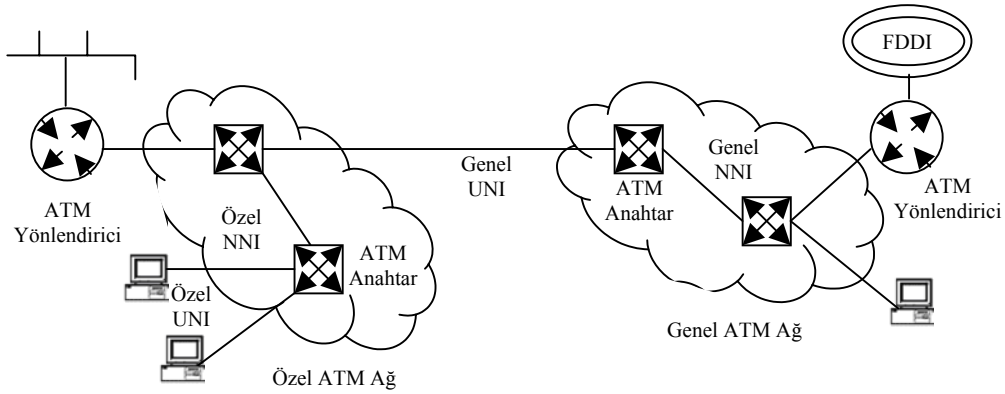 FDDI
Genel
UNI
Genel
NNI
ATM
Anahtar
ATM
Yönlendirici
ATM
Yönlendirici
Özel
NNI
ATM
Anahtar
Özel
UNI
Genel ATM Ağ
Özel ATM Ağ